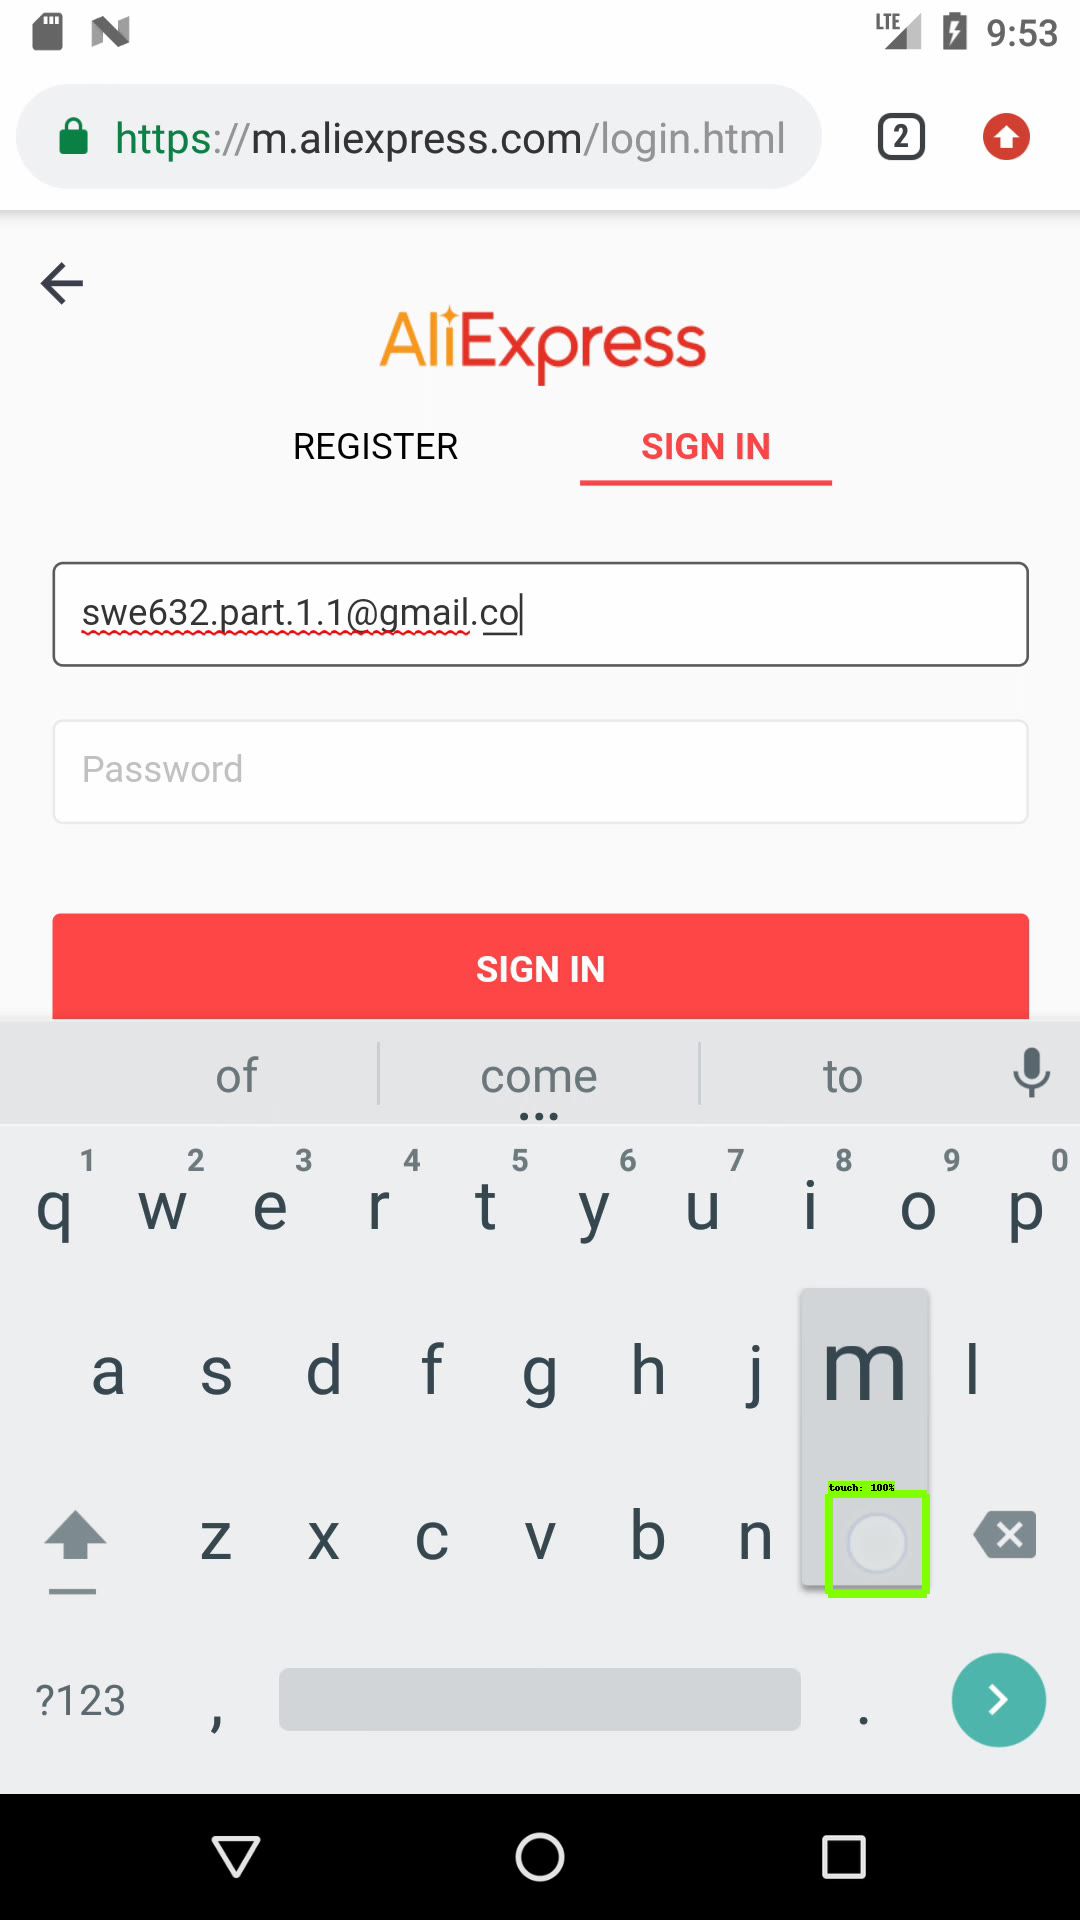 LTE 9:53
https://m.aliexpress.com/login.html 2
AliExpress
REGISTER SIGN IN
swe632.part.1.1@gmail.co
Password
SIGN IN
of come to
1 2 3 4 5 6 7 8 9 0
q w e r t y u i o p
a s d f g h j m l
touch: 100%
z x c v b n
?123 , .